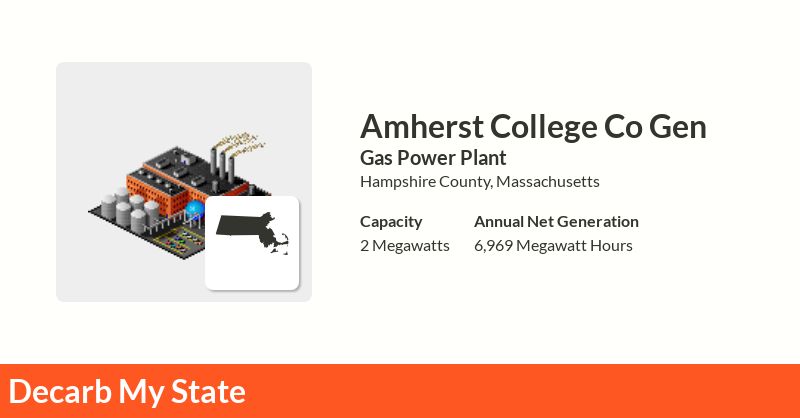 Amherst College Co Gen
Gas Power Plant
Hampshire County, Massachusetts
Capacity
2 Megawatts
Annual Net Generation
6,969 Megawatt Hours
Decarb My State